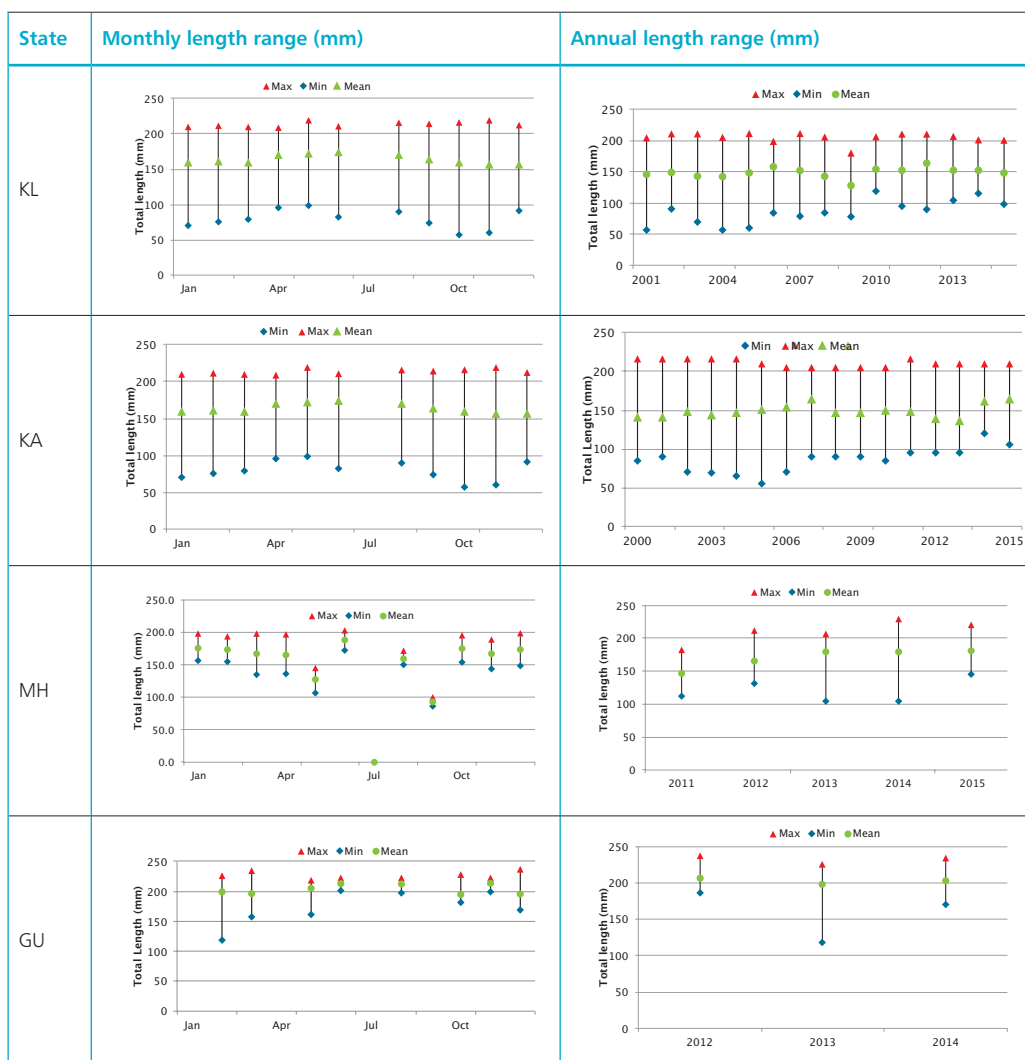 State Monthly length range (mm) Annual length range (mm)
KL
Max Min Mean
Total length (mm)
250
200
150
100
50
0
Jan Apr Jul Oct
Max Min Mean
Total length (mm)
250
200
150
100
50
0
2001 2004 2007 2010 2013
KA
Min Max Mean
Total length (mm)
250
200
150
100
50
0
Jan Apr Jul Oct
Min Max Mean
Total Length (mm)
250
200
150
100
50
0
2000 2003 2006 2009 2012 2015
MH
Max Min Mean
Total length (mm)
250.0
200.0
150.0
100.0
50.0
0.0
Jan Apr Jul Oct
Max Min Mean
Total length (mm)
250
200
150
100
50
0
2011 2012 2013 2014 2015
GU
Max Min Mean
Total Length (mm)
250
200
150
100
50
0
Jan Apr Jul Oct
Max Min Mean
Total Length (mm)
250
200
150
100
50
0
2012 2013 2014